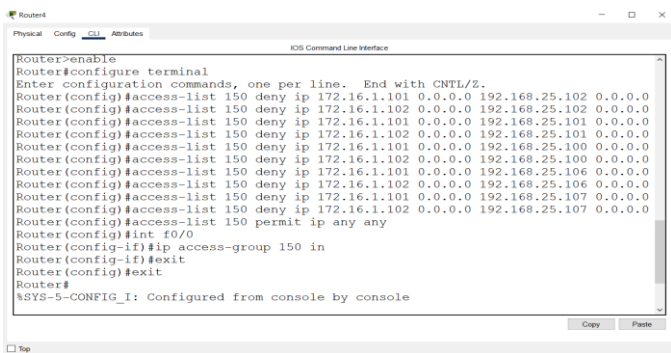 Router4
Physical Config CLI Attributes
IOS Command Line Interface
Router>enable
Router#configure terminal
Enter configuration commands, one per line. End with CNTL/Z.
Router(config)#access-list 150 deny ip 172.16.1.101 0.0.0.0 192.168.25.102 0.0.0.0
Router(config)#access-list 150 deny ip 172.16.1.102 0.0.0.0 192.168.25.102 0.0.0.0
Router(config)#access-list 150 deny ip 172.16.1.101 0.0.0.0 192.168.25.101 0.0.0.0
Router(config)#access-list 150 deny ip 172.16.1.102 0.0.0.0 192.168.25.101 0.0.0.0
Router(config)#access-list 150 deny ip 172.16.1.101 0.0.0.0 192.168.25.100 0.0.0.0
Router(config)#access-list 150 deny ip 172.16.1.102 0.0.0.0 192.168.25.100 0.0.0.0
Router(config)#access-list 150 deny ip 172.16.1.101 0.0.0.0 192.168.25.106 0.0.0.0
Router(config)#access-list 150 deny ip 172.16.1.102 0.0.0.0 192.168.25.106 0.0.0.0
Router(config)#access-list 150 deny ip 172.16.1.101 0.0.0.0 192.168.25.107 0.0.0.0
Router(config)#access-list 150 deny ip 172.16.1.102 0.0.0.0 192.168.25.107 0.0.0.0
Router(config)#access-list 150 permit ip any any
Router(config)#int f0/0
Router(config-if)#ip access-group 150 in
Router(config-if)#exit
Router(config)#exit
Router#
%SYS-5-CONFIG_I: Configured from console by console
Copy Paste
Top